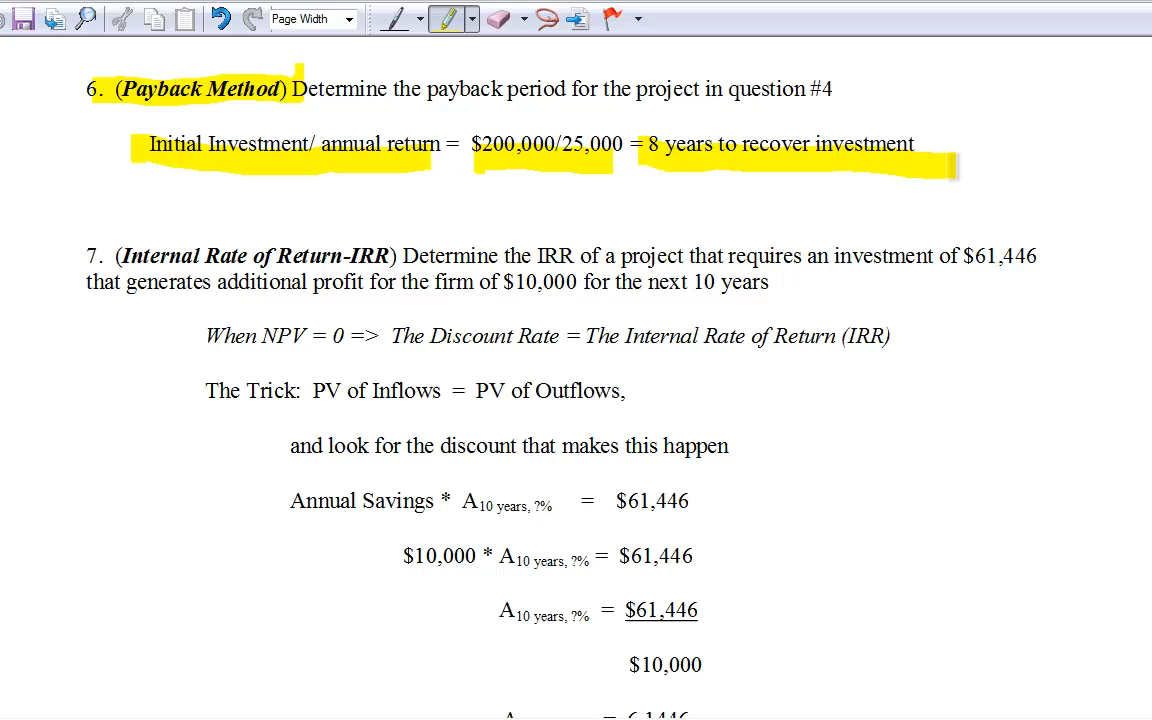 Page Width
6. (Payback Method) Determine the payback period for the project in question #4
Initial Investment/ annual return = $200,000/25,000 = 8 years to recover investment
7. (Internal Rate of Return-IRR) Determine the IRR of a project that requires an investment of $61,446
that generates additional profit for the firm of $10,000 for the next 10 years
When NPV = 0 => The Discount Rate = The Internal Rate of Return (IRR)
The Trick: PV of Inflows = PV of Outflows,
and look for the discount that makes this happen
Annual Savings * A10 years, ?% = $61,446
$10,000 * A10 years, ?% = $61,446
A10 years, ?% = $61,446
$10,000